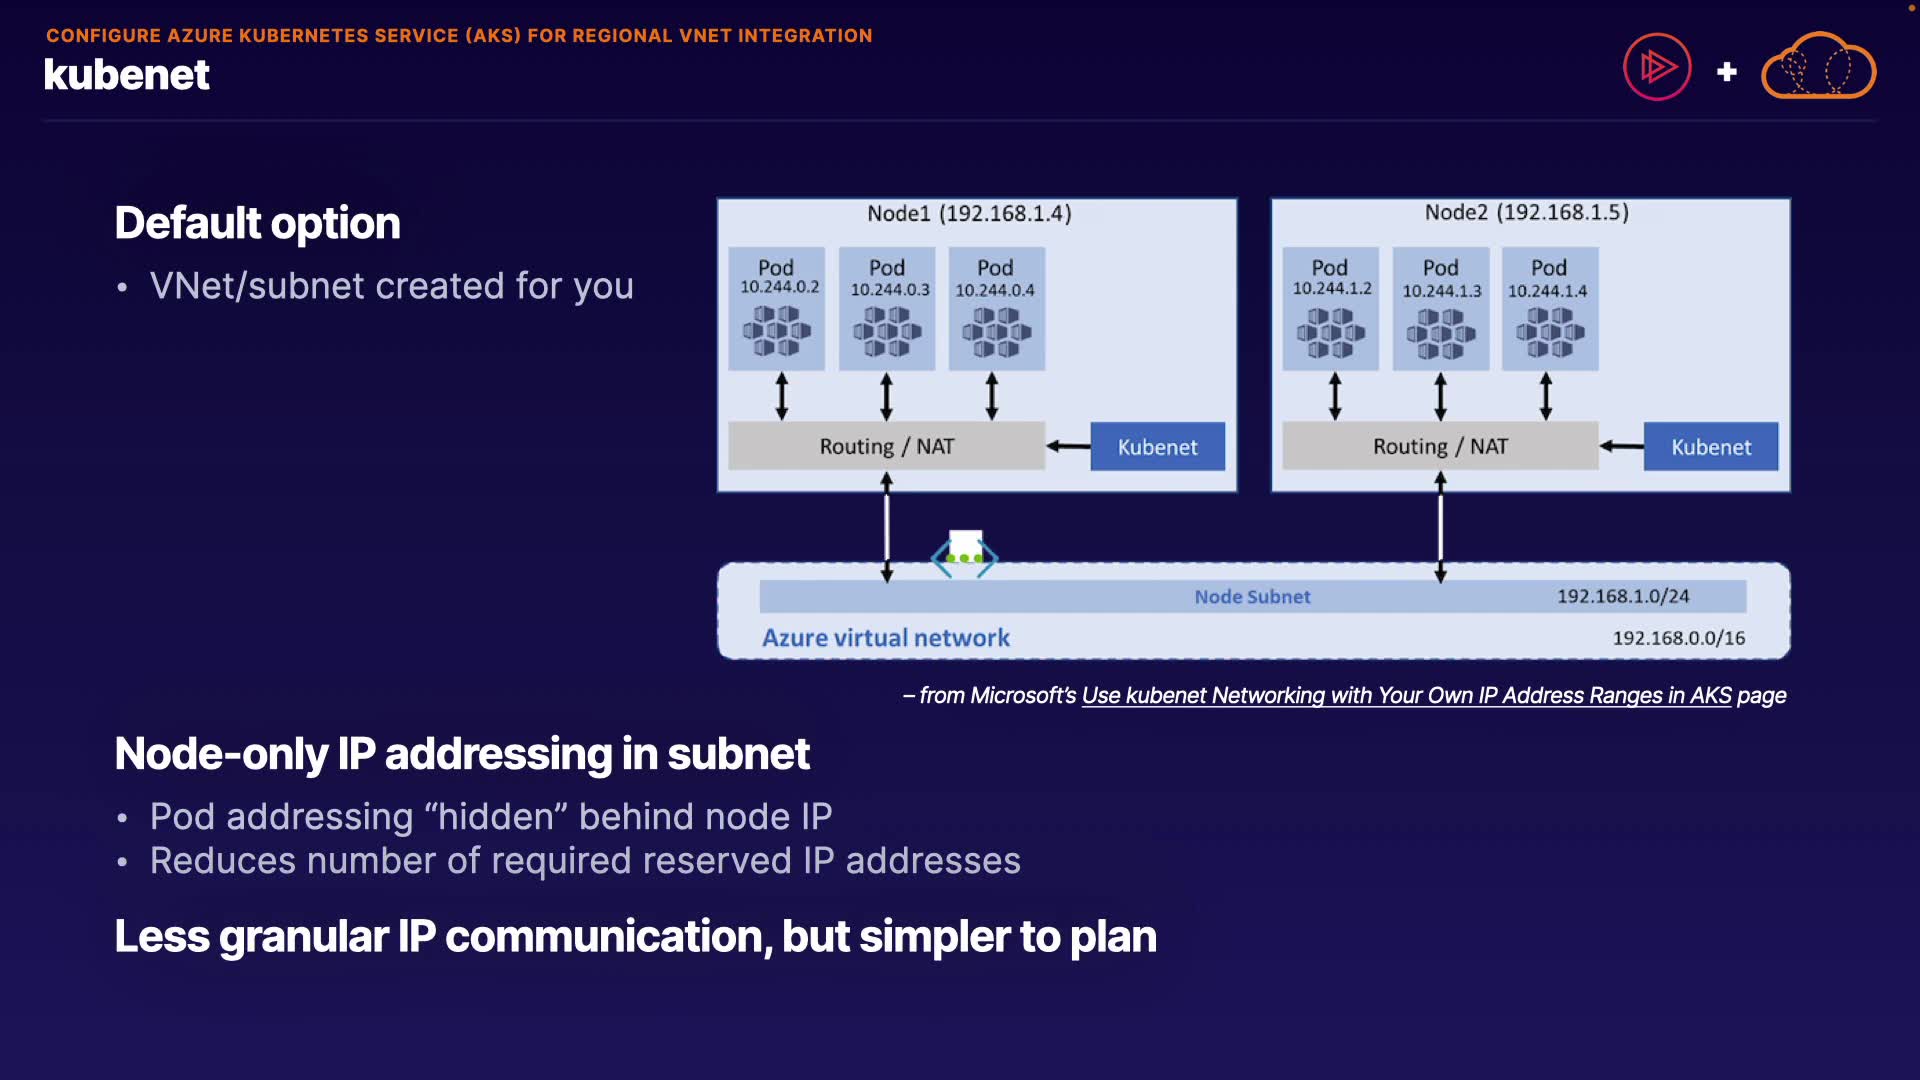 CONFIGURE AZURE KUBERNETES SERVICE (AKS) FOR REGIONAL VNET INTEGRATION
kubenet
+
Default option
• VNet/subnet created for you
Node1 (192.168.1.4)
Pod
10.244.0.2
Pod
10.244.0.3
Pod
10.244.0.4
Routing / NAT
Kubenet
Node2 (192.168.1.5)
Pod
10.244.1.2
Pod
10.244.1.3
Pod
10.244.1.4
Routing / NAT
Kubenet
Node Subnet
192.168.1.0/24
Azure virtual network
192.168.0.0/16
– from Microsoft’s Use kubenet Networking with Your Own IP Address Ranges in AKS page
Node-only IP addressing in subnet
• Pod addressing “hidden” behind node IP
• Reduces number of required reserved IP addresses
Less granular IP communication, but simpler to plan